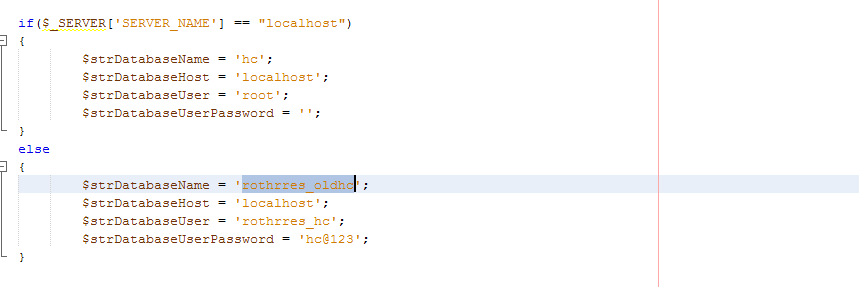 if($_SERVER['SERVER_NAME'] == "localhost")
{
$strDatabaseName = 'hc';
$strDatabaseHost = 'localhost';
$strDatabaseUser = 'root';
$strDatabaseUserPassword = '';
}
else
{
$strDatabaseName = 'rothrres_oldhc';
$strDatabaseHost = 'localhost';
$strDatabaseUser = 'rothrres_hc';
$strDatabaseUserPassword = 'hc@123';
}